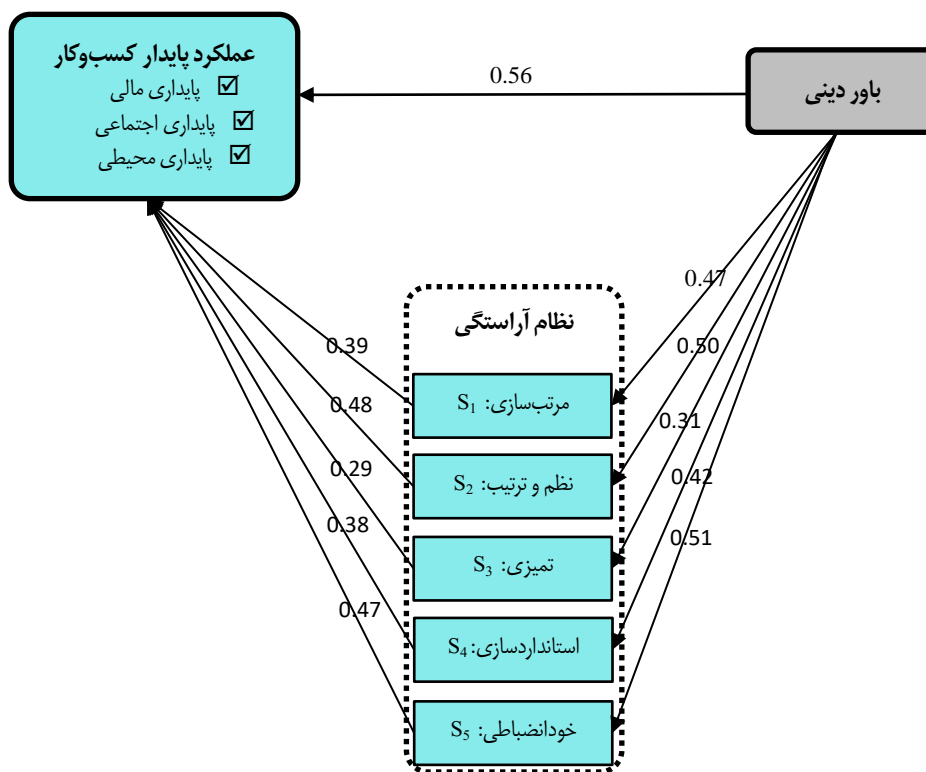 عملکرد پایدار کسب‌وکار
پایداری مالی
پایداری اجتماعی
پایداری محیطی
0.56
باور دینی
نظام آراستگی
مرتب‌سازی: S1
نظم و ترتیب: S2
تمیزی: S3
استانداردسازی: S4
خودانضباطی: S5
0.47
0.50
0.31
0.42
0.51
0.39
0.48
0.29
0.38
0.47